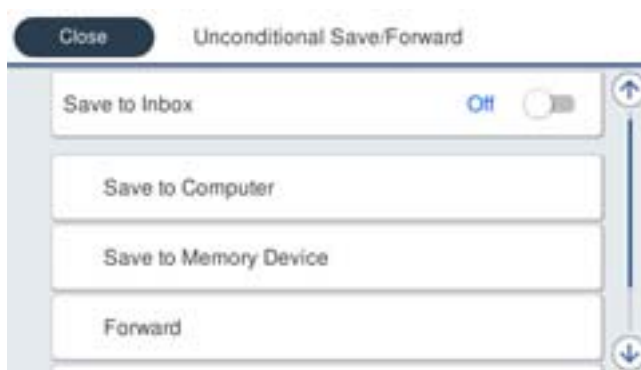 Close
Unconditional Save/Forward
Save to Inbox
Off
Save to Computer
Save to Memory Device
Forward